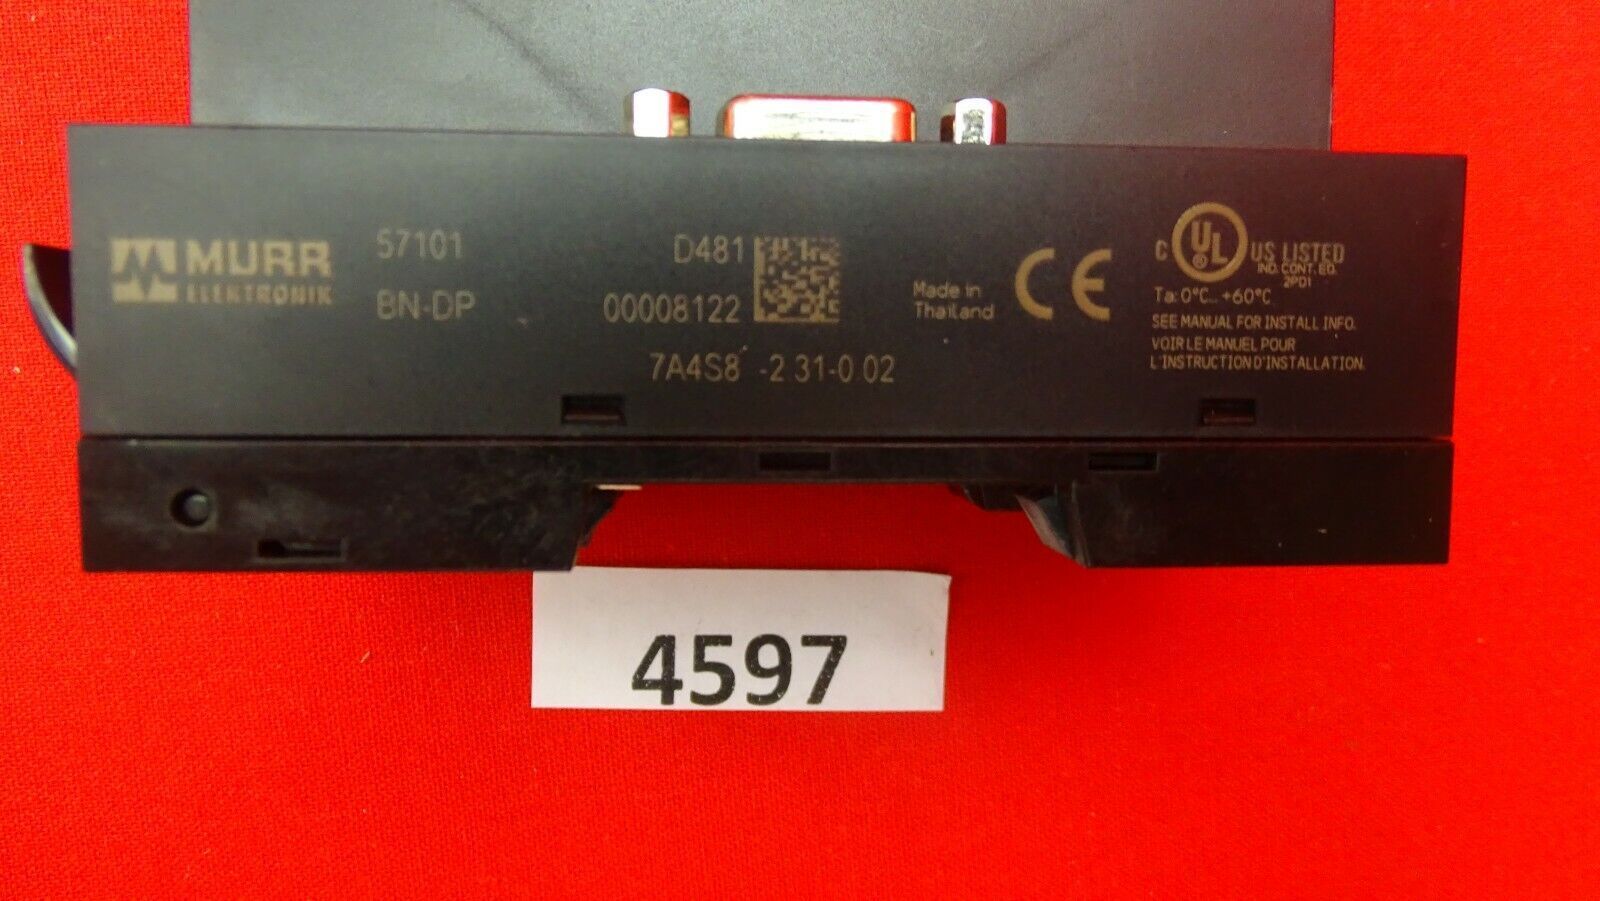 MURR
ELEKTRONIK
57101
BN-DP
D481
00008122
7A4S8 -2.31-0.02
Made in
Thailand
CE
C UL ® US LISTED
IND. CONT. EQ.
2PD1
Ta: 0°C... +60°C
SEE MANUAL FOR INSTALL INFO.
VOIR LE MANUEL POUR
L'INSTRUCTION D'INSTALLATION.
4597